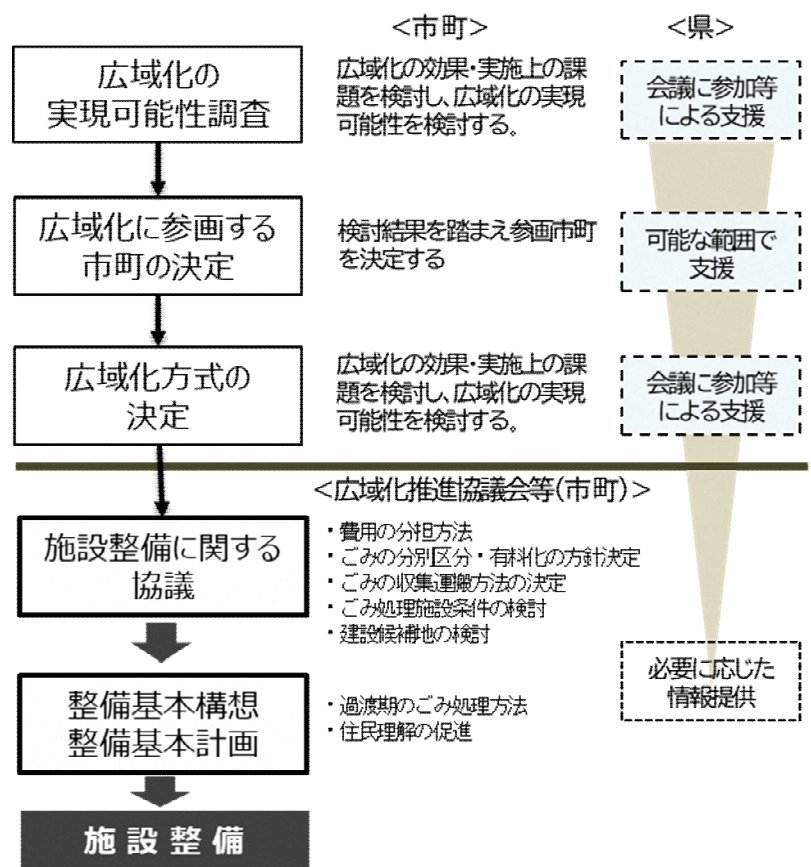 <市町>
<県>
広域化の
実現可能性調査
広域化の効果・実施上の課
題を検討し、広域化の実現
可能性を検討する。
会議に参加等
による支援
広域化に参画する
市町の決定
検討結果を踏まえ参画市町
を決定する
可能な範囲で
支援
広域化方式の
決定
広域化の効果・実施上の課
題を検討し、広域化の実現
可能性を検討する。
会議に参加等
による支援
<広域化推進協議会等(市町)>
施設整備に関する
協議
・費用の分担方法
・ごみの分別区分・有料化の方針決定
・ごみの収集運搬方法の決定
・ごみ処理施設条件の検討
・建設候補地の検討
必要に応じた
情報提供
整備基本構想
整備基本計画
・過渡期のごみ処理方法
・住民理解の促進
施設整備